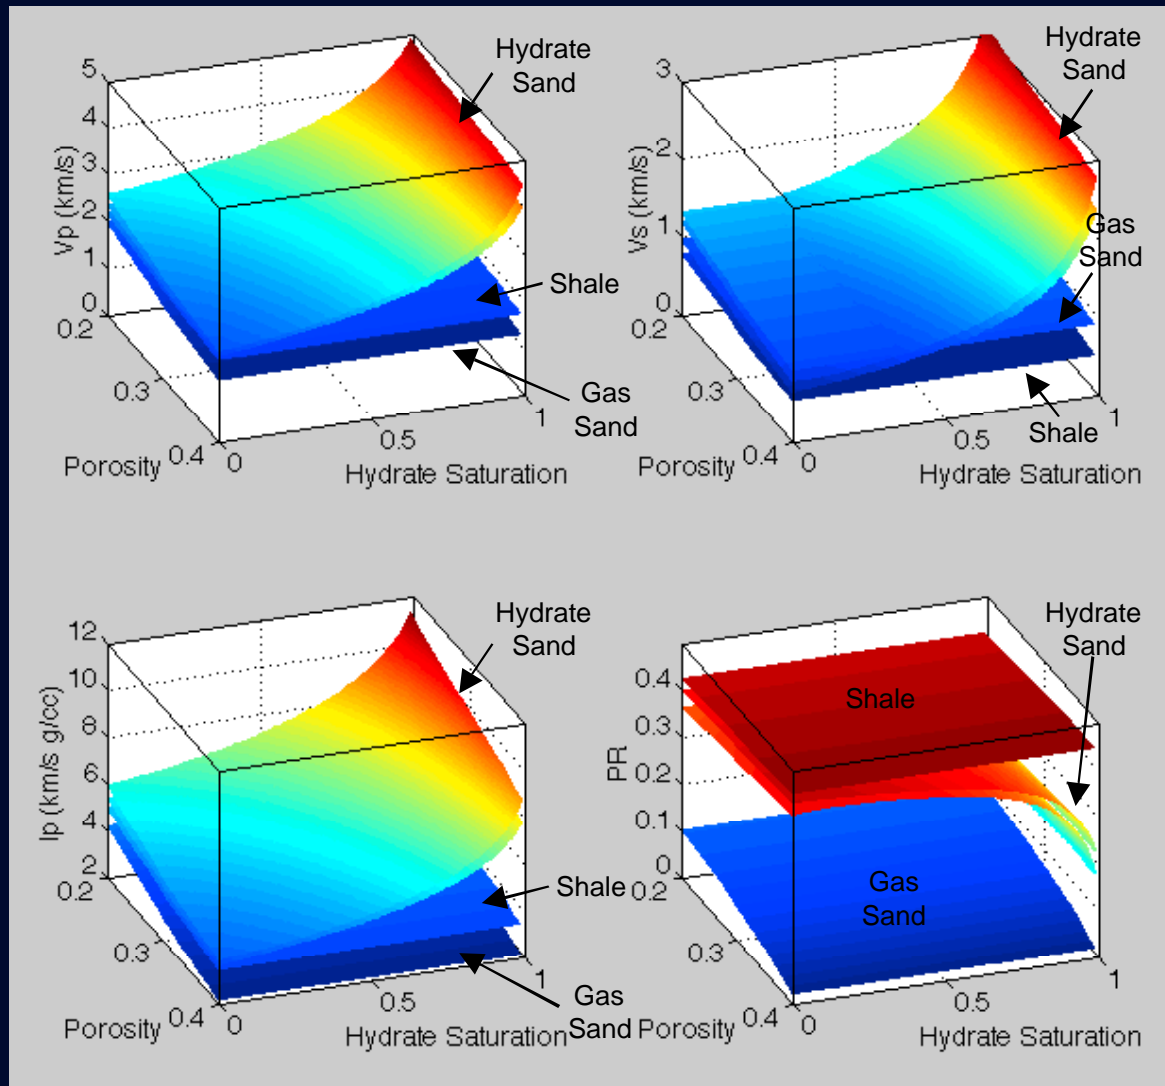 Hydrate
Sand
5
4
3
2
1
0
Vp (km/s)
Shale
Gas
Sand
0.2
0.3
0.4
Porosity
0
0.5
1
Hydrate Saturation
Hydrate
Sand
3
2
1
0
Vs (km/s)
Gas
Sand
Shale
0.2
0.3
0.4
Porosity
0
0.5
1
Hydrate Saturation
Hydrate
Sand
12
10
8
6
4
2
Ip (km/s g/cc)
Shale
Gas
Sand
0.2
0.3
0.4
Porosity
0
0.5
1
Hydrate Saturation
Hydrate
Sand
0.4
0.3
0.2
0.1
0
PR
Shale
Gas
Sand
0.2
0.3
0.4
Porosity
0
0.5
1
Hydrate Saturation